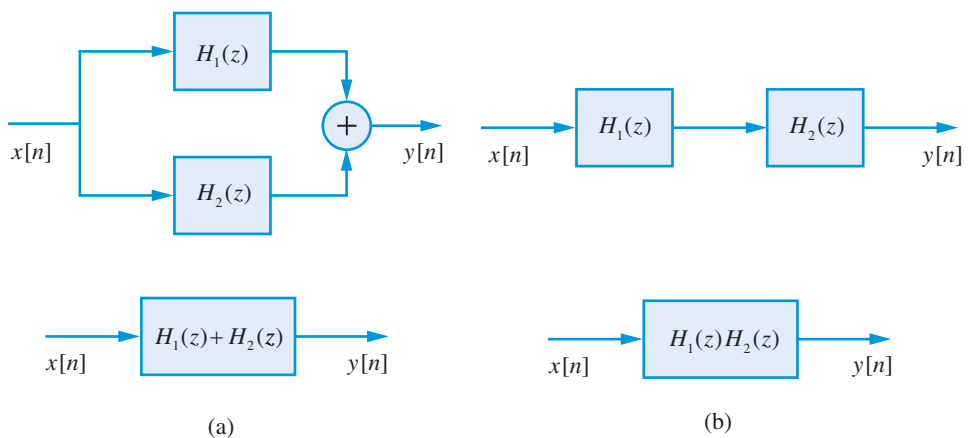 H₁(z)
+
x[n]
y[n]
H₂(z)
H₁(z)+H₂(z)
x[n]
y[n]
(a)
H₁(z)
H₂(z)
x[n]
y[n]
H₁(z)H₂(z)
x[n]
y[n]
(b)